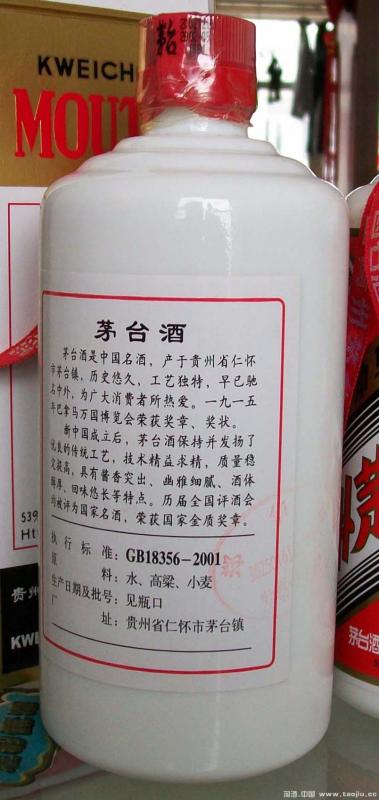 茅台
KWEICH
MOUT
茅台酒
茅台酒是中国名酒，产于贵州省仁怀
市茅台镇，历史悠久，工艺独特，早已驰
名中外，为广大消费者所热爱。一九一五
年巴拿马万国博览会荣获奖章、奖状。
新中国成立后，茅台酒保持并发扬了
优良的传统工艺，技术精益求精，质量稳
定提高，具有酱香突出、幽雅细腻、酒体
醇厚、回味悠长等特点。历届全国评酒会
均被评为国家名酒，荣获国家金质奖章。
执行标准：GB18356-2001
原料：水、高粱、小麦
生产日期及批号：见瓶口
厂址：贵州省仁怀市茅台镇
539
Htt
贵州
KWE
茅台酒
淘酒.中国 www.taojiu.cc